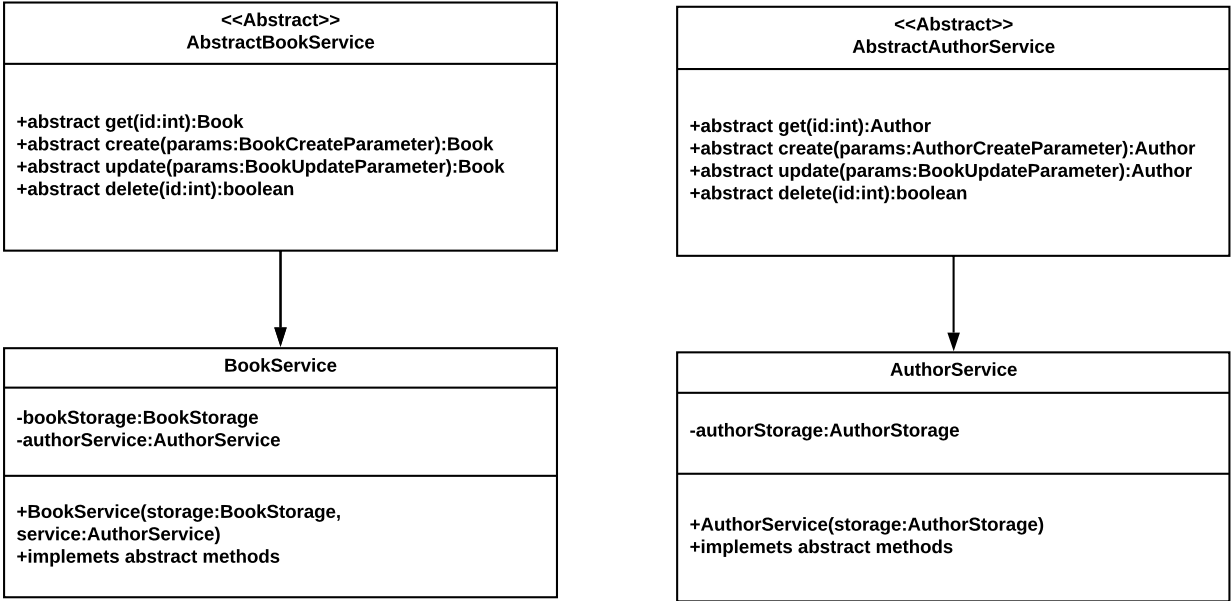 <<Abstract>>
AbstractBookService
+abstract get(id:int):Book
+abstract create(params:BookCreateParameter):Book
+abstract update(params:BookUpdateParameter):Book
+abstract delete(id:int):boolean
<<Abstract>>
AbstractAuthorService
+abstract get(id:int):Author
+abstract create(params:AuthorCreateParameter):Author
+abstract update(params:BookUpdateParameter):Author
+abstract delete(id:int):boolean
BookService
-bookStorage:BookStorage
-authorService:AuthorService
+BookService(storage:BookStorage,
service:AuthorService)
+implemets abstract methods
AuthorService
-authorStorage:AuthorStorage
+AuthorService(storage:AuthorStorage)
+implemets abstract methods